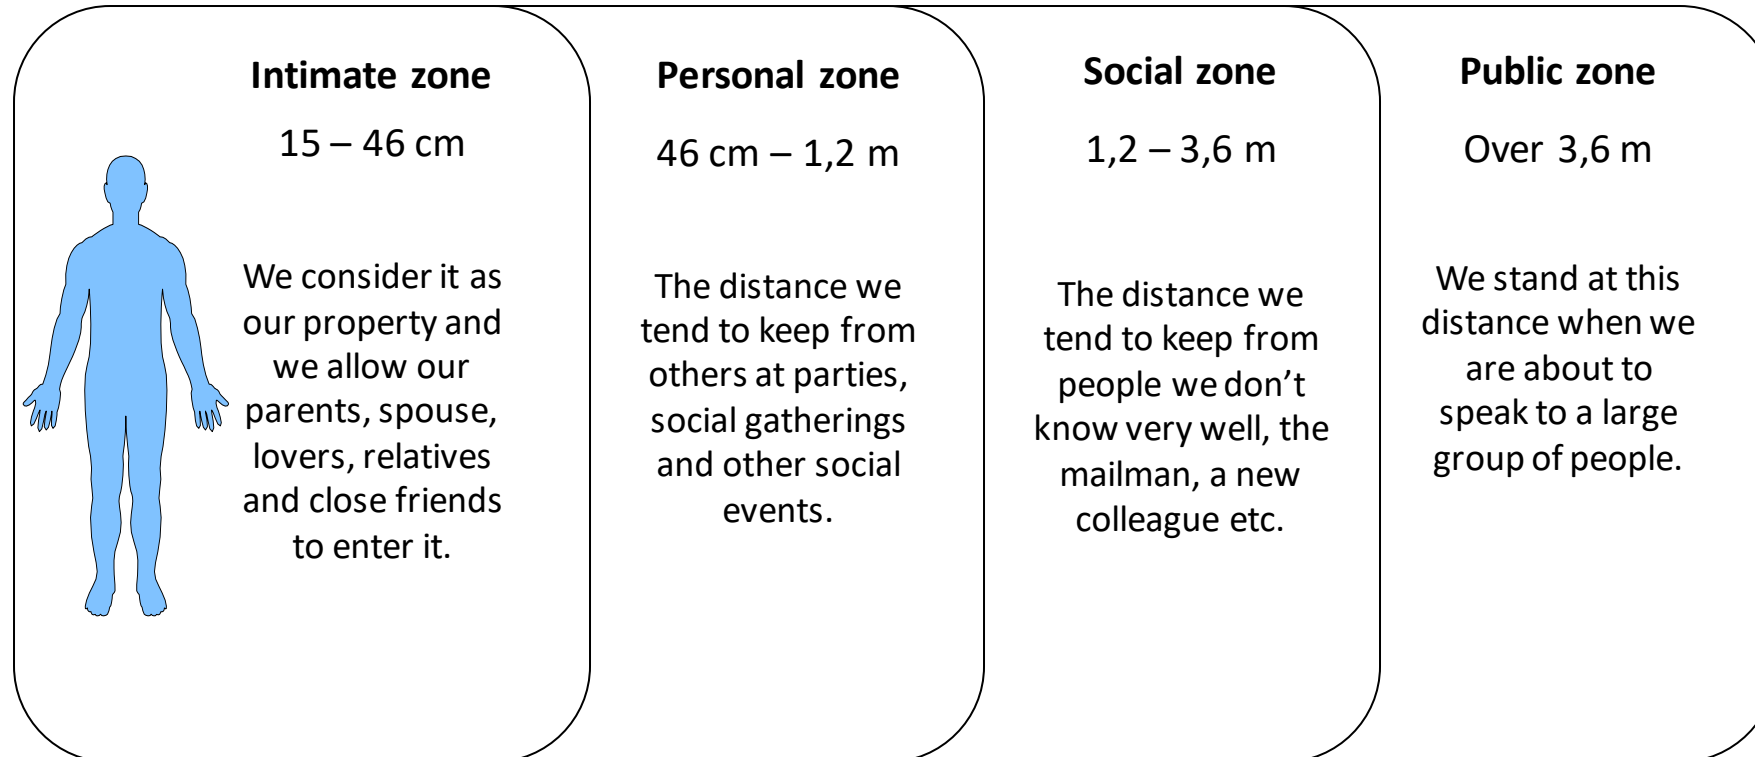 Intimate zone
15 – 46 cm
We consider it as
our property and
we allow our
parents, spouse,
lovers, relatives
and close friends
to enter it.
Personal zone
46 cm – 1,2 m
The distance we
tend to keep from
others at parties,
social gatherings
and other social
events.
Social zone
1,2 – 3,6 m
The distance we
tend to keep from
people we don’t
know very well, the
mailman, a new
colleague etc.
Public zone
Over 3,6 m
We stand at this
distance when we
are about to
speak to a large
group of people.